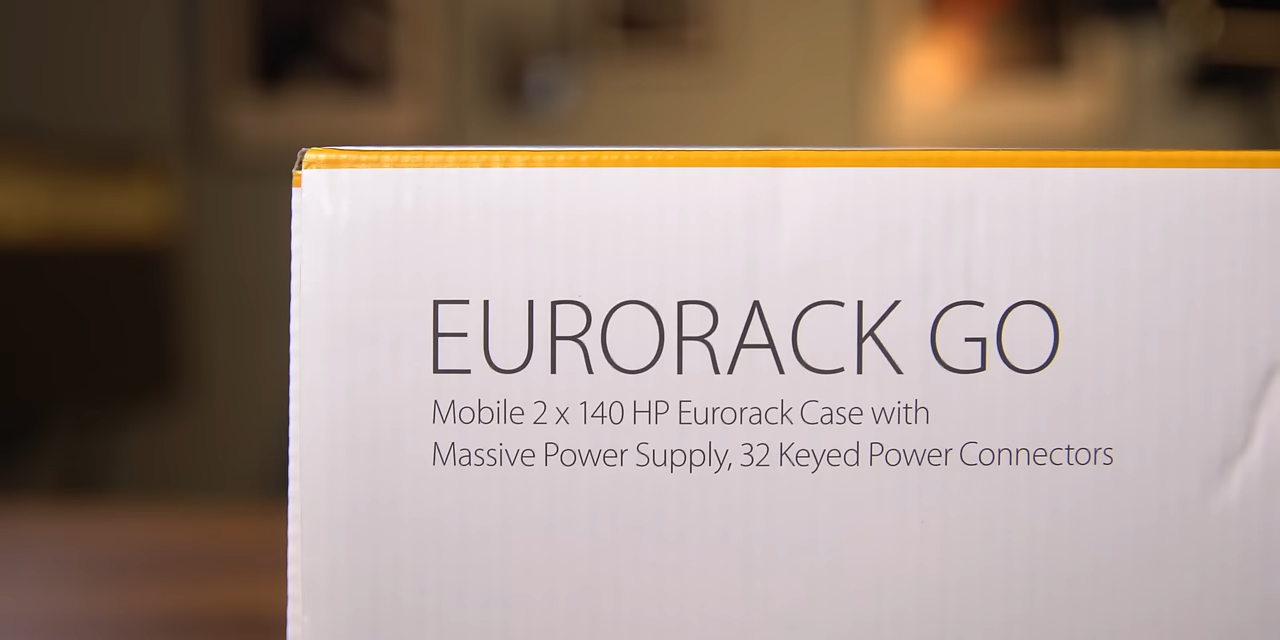 EURORACK GO
Mobile 2 x 140 HP Eurorack Case with
Massive Power Supply, 32 Keyed Power Connectors